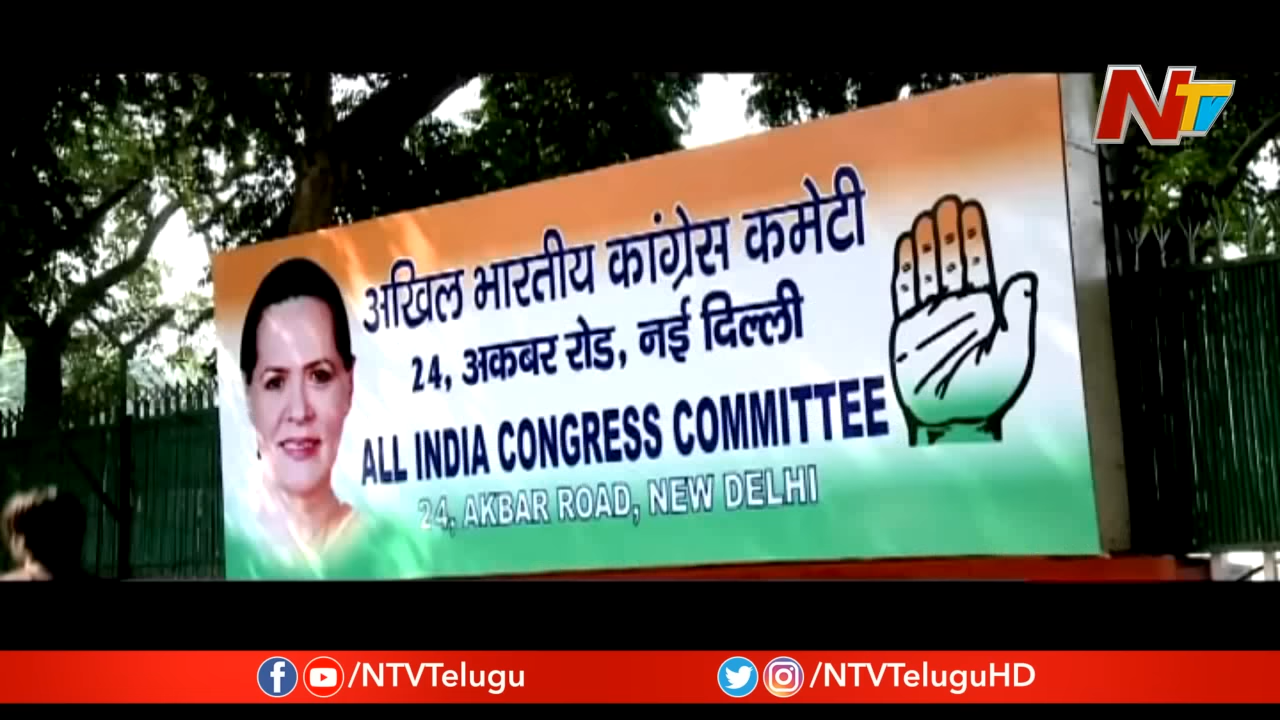 NTV
अखिल भारतीय कांग्रेस कमेटी
24, अकबर रोड, नई दिल्ली
ALL INDIA CONGRESS COMMITTEE
24, AKBAR ROAD, NEW DELHI
/NTVTelugu
/NTVTeluguHD